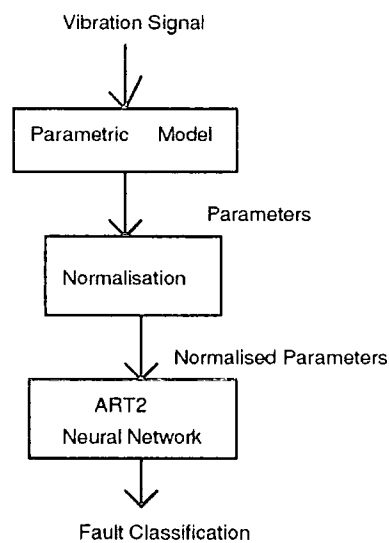 Vibration Signal
Parametric Model
Parameters
Normalisation
Normalised Parameters
ART2
Neural Network
Fault Classification